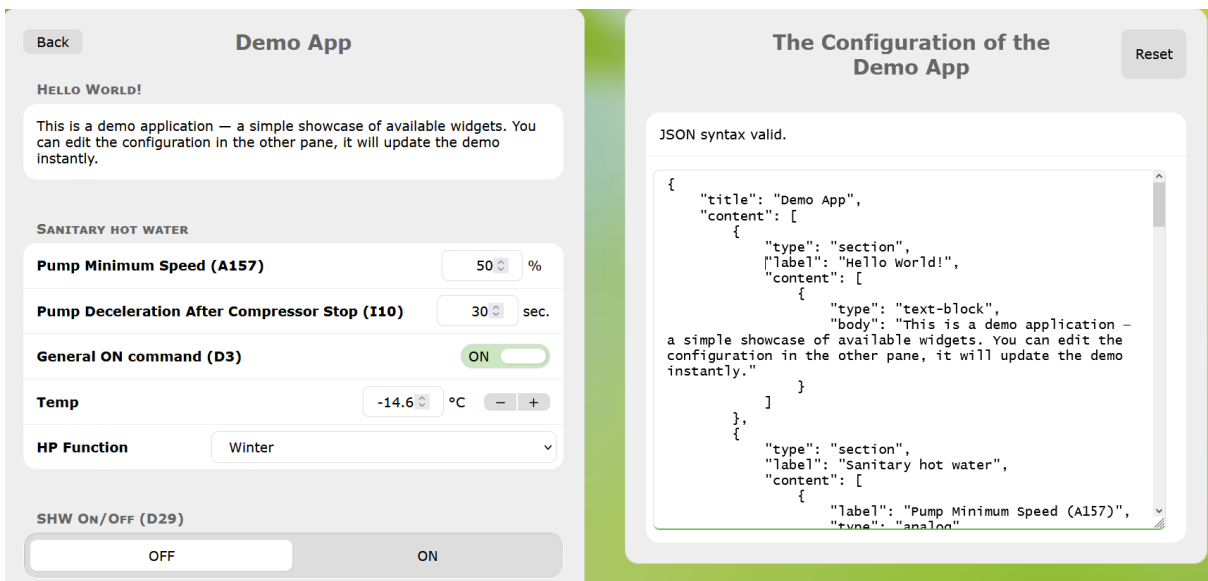 Back
Demo App
Hello World!
This is a demo application — a simple showcase of available widgets. You
can edit the configuration in the other pane, it will update the demo
instantly.
Sanitary hot water
Pump Minimum Speed (A157)
50 %
Pump Deceleration After Compressor Stop (I10)
30 sec.
General ON command (D3)
ON
Temp
-14.6 °C − +
HP Function
Winter
SHW On/Off (D29)
OFF
ON
The Configuration of the
Demo App
Reset
JSON syntax valid.
{
    "title": "Demo App",
    "content": [
        {
            "type": "section",
            "label": "Hello World!",
            "content": [
                {
                    "type": "text-block",
                    "body": "This is a demo application —
a simple showcase of available widgets. You can edit the
configuration in the other pane, it will update the demo
instantly."
                }
            ]
        },
        {
            "type": "section",
            "label": "Sanitary hot water",
            "content": [
                {
                    "label": "Pump Minimum Speed (A157)",
                    "type": "analog"